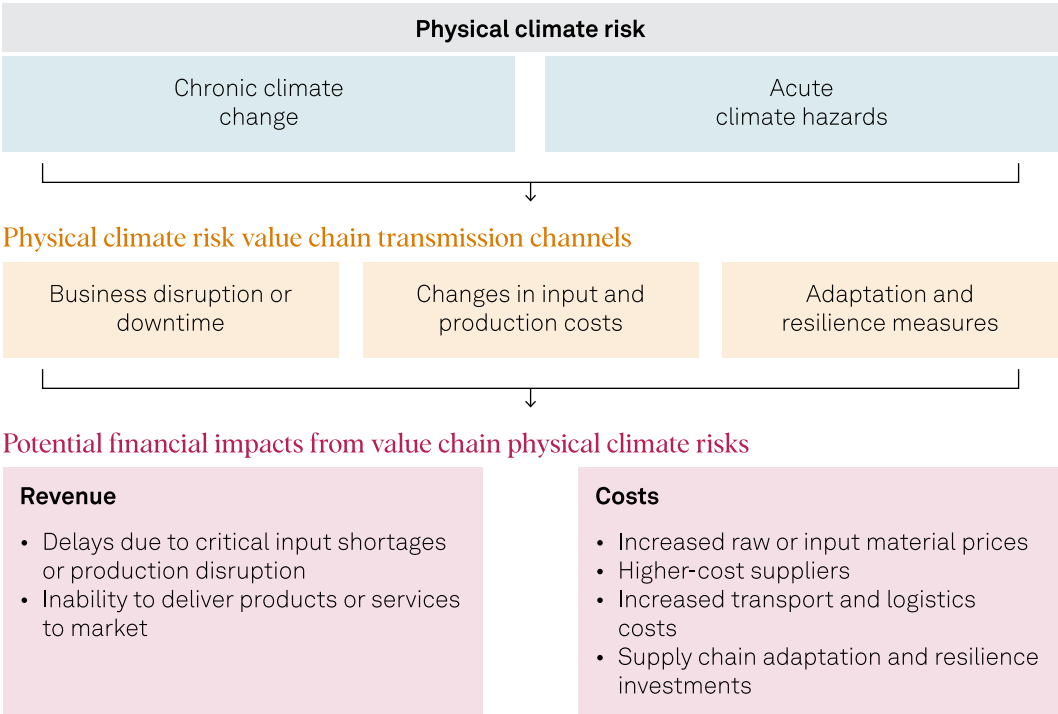 Physical climate risk
Chronic climate
change
Acute
climate hazards
Physical climate risk value chain transmission channels
Business disruption or
downtime
Changes in input and
production costs
Adaptation and
resilience measures
Potential financial impacts from value chain physical climate risks
Revenue
• Delays due to critical input shortages
or production disruption
• Inability to deliver products or services
to market
Costs
• Increased raw or input material prices
• Higher-cost suppliers
• Increased transport and logistics
costs
• Supply chain adaptation and resilience
investments